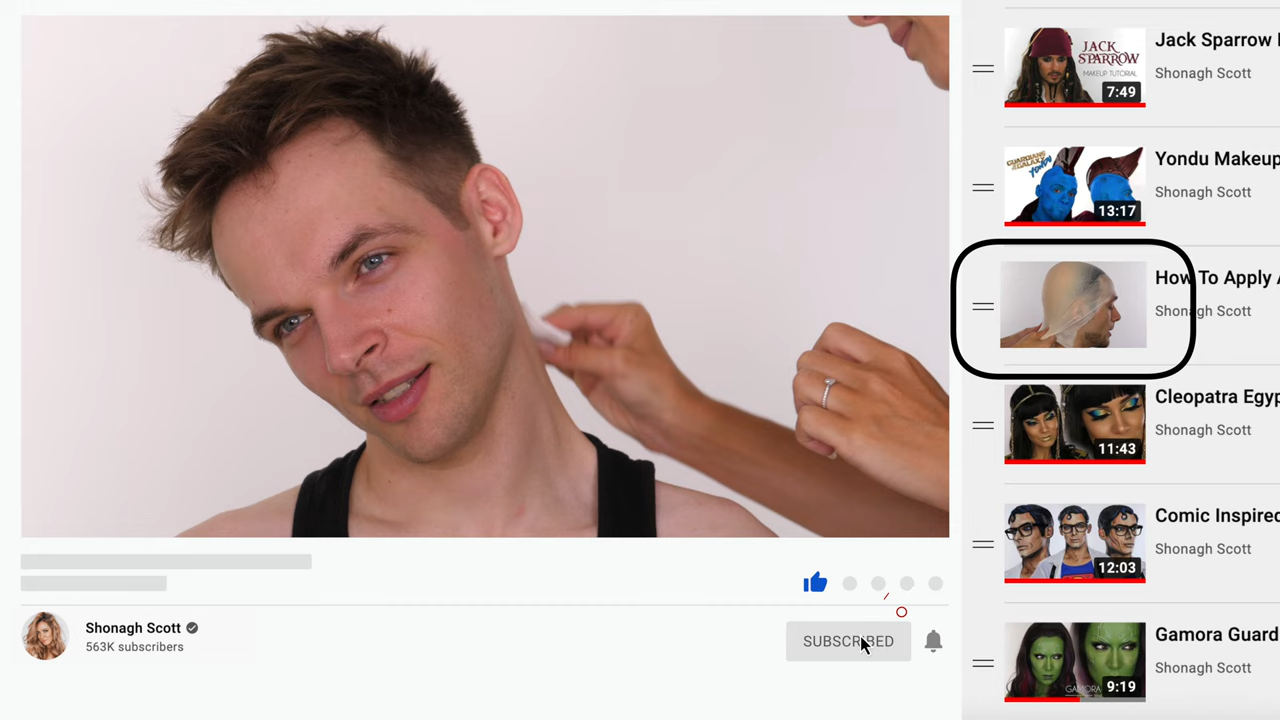 Shonagh Scott
563K subscribers
SUBSCRIBED
JACK
SPARROW
MAKEUP TUTORIAL
7:49
Jack Sparrow
Shonagh Scott
GUARDIANS
GALAXY
YONDU
13:17
Yondu Makeup
Shonagh Scott
How To Apply A
Shonagh Scott
11:43
Cleopatra Egyp
Shonagh Scott
12:03
Comic Inspired
Shonagh Scott
GAMORA
9:19
Gamora Guard
Shonagh Scott